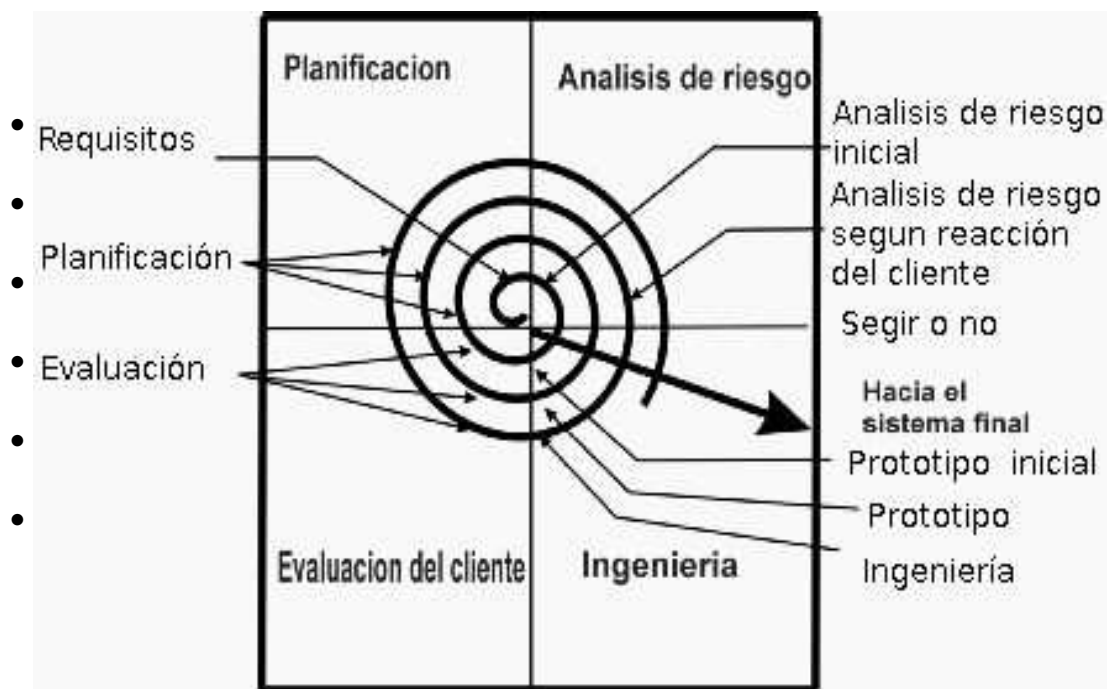 Planificacion
Analisis de riesgo
Requisitos
Analisis de riesgo
inicial
Analisis de riesgo
segun reacción
del cliente
Planificación
Segir o no
Evaluación
Hacia el
sistema final
Prototipo inicial
Prototipo
Evaluacion del cliente
Ingenieria
Ingeniería